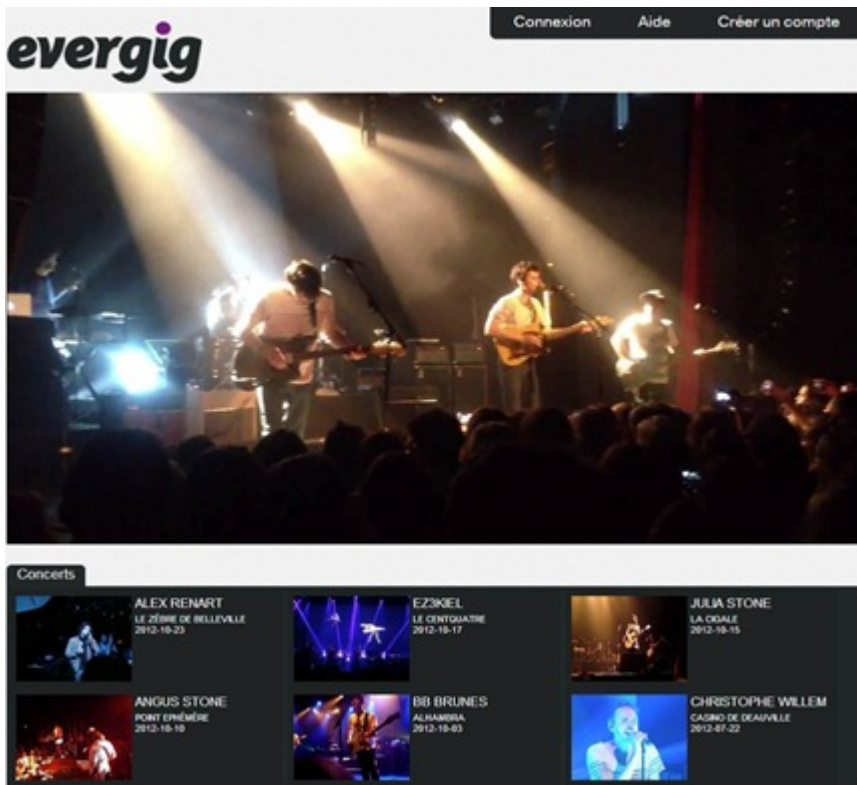 Connexion Aide Créer un compte
evergig
Concerts
ALEX RENART
LE ZÈBRE DE BELLEVILLE
2012-10-23
EZ3KIEL
LE CENTQUATRE
2012-10-17
JULIA STONE
LA CIGALE
2012-10-15
ANGUS STONE
POINT EPHÉMÈRE
2012-10-10
BB BRUNES
ALHAMBRA
2012-10-03
CHRISTOPHE WILLEM
CASINO DE DEAUVILLE
2012-07-22